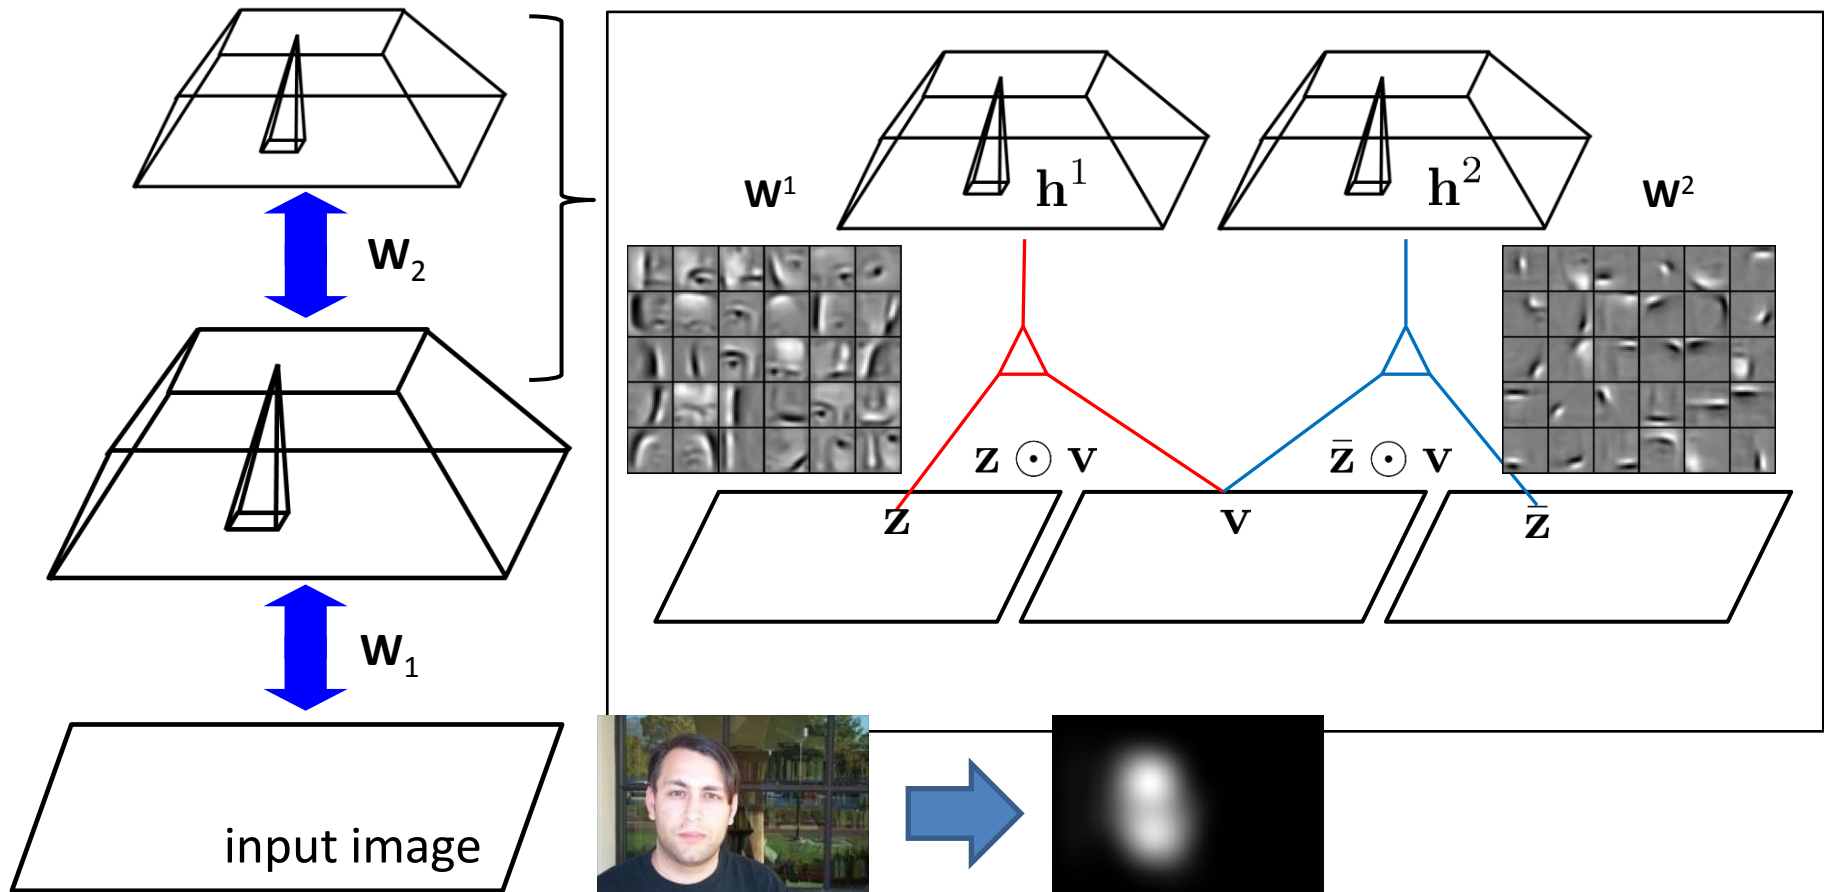 W₂
W₁
input image
W¹
h¹
h²
W²
z ⊙ v
z̄ ⊙ v
z
v
z̄